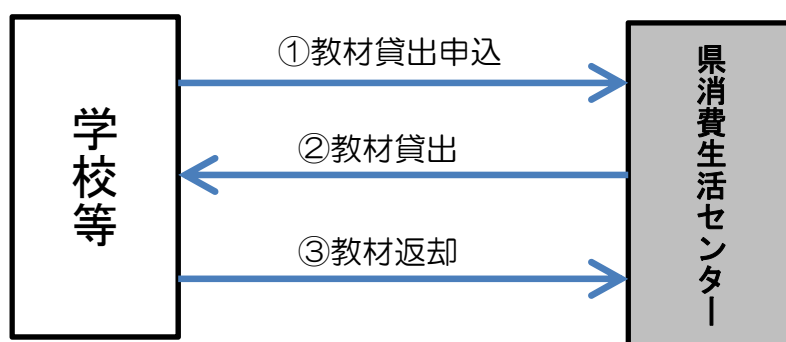 学校等
①教材貸出申込
②教材貸出
③教材返却
県消費生活センター